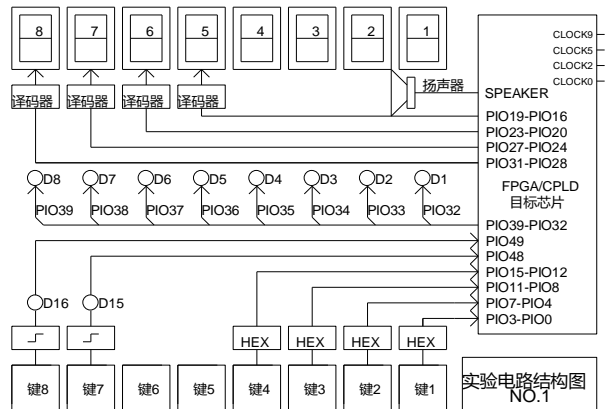 8 7 6 5 4 3 2 1
CLOCK9
CLOCK5
CLOCK2
CLOCK0
扬声器
SPEAKER
译码器 译码器 译码器 译码器
PIO19-PIO16
PIO23-PIO20
PIO27-PIO24
PIO31-PIO28
D8 D7 D6 D5 D4 D3 D2 D1
FPGA/CPLD
目标芯片
PIO39 PIO38 PIO37 PIO36 PIO35 PIO34 PIO33 PIO32
PIO39-PIO32
PIO49
PIO48
PIO15-PIO12
PIO11-PIO8
PIO7-PIO4
PIO3-PIO0
D16 D15
HEX HEX HEX HEX
键8 键7 键6 键5 键4 键3 键2 键1
实验电路结构图
NO.1